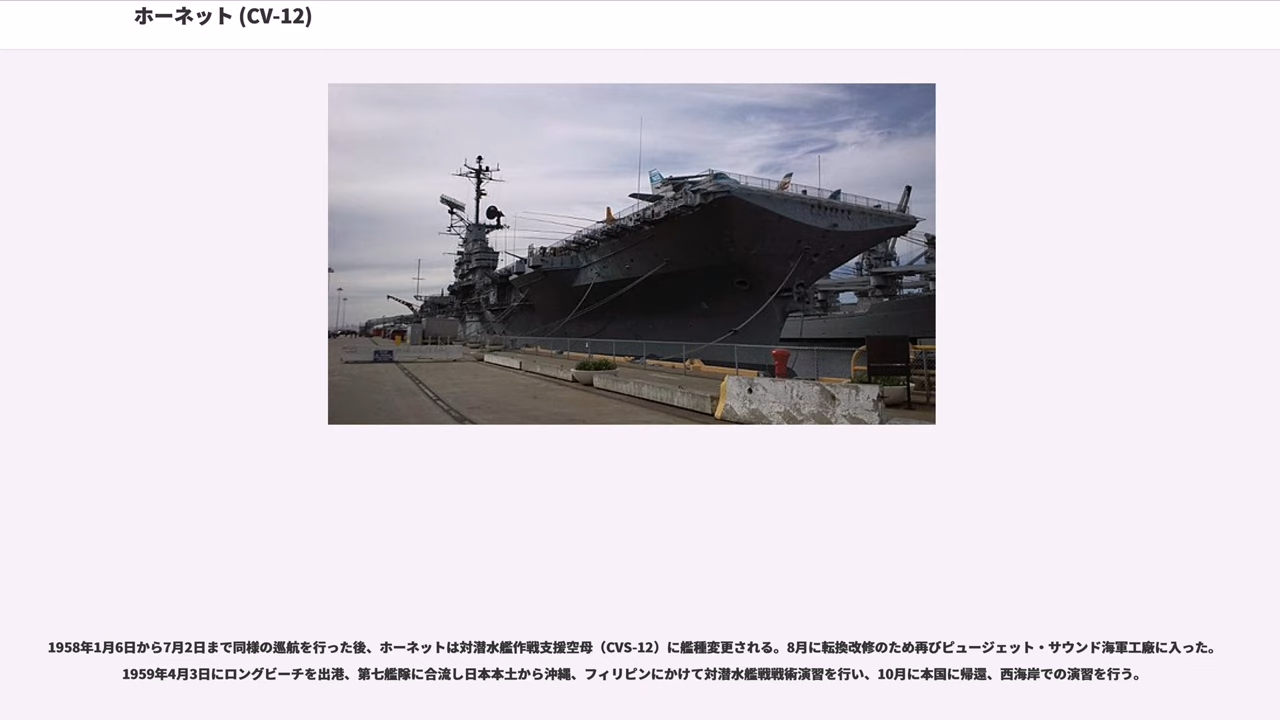 ホーネット (CV-12)
1958年1月6日から7月2日まで同様の巡航を行った後、ホーネットは対潜水艦作戦支援空母（CVS-12）に艦種変更される。8月に転換改修のため再びピュージェット・サウンド海軍工廠に入った。
1959年4月3日にロングビーチを出港、第七艦隊に合流し日本本土から沖縄、フィリピンにかけて対潜水艦戦戦術演習を行い、10月に本国に帰還、西海岸での演習を行う。